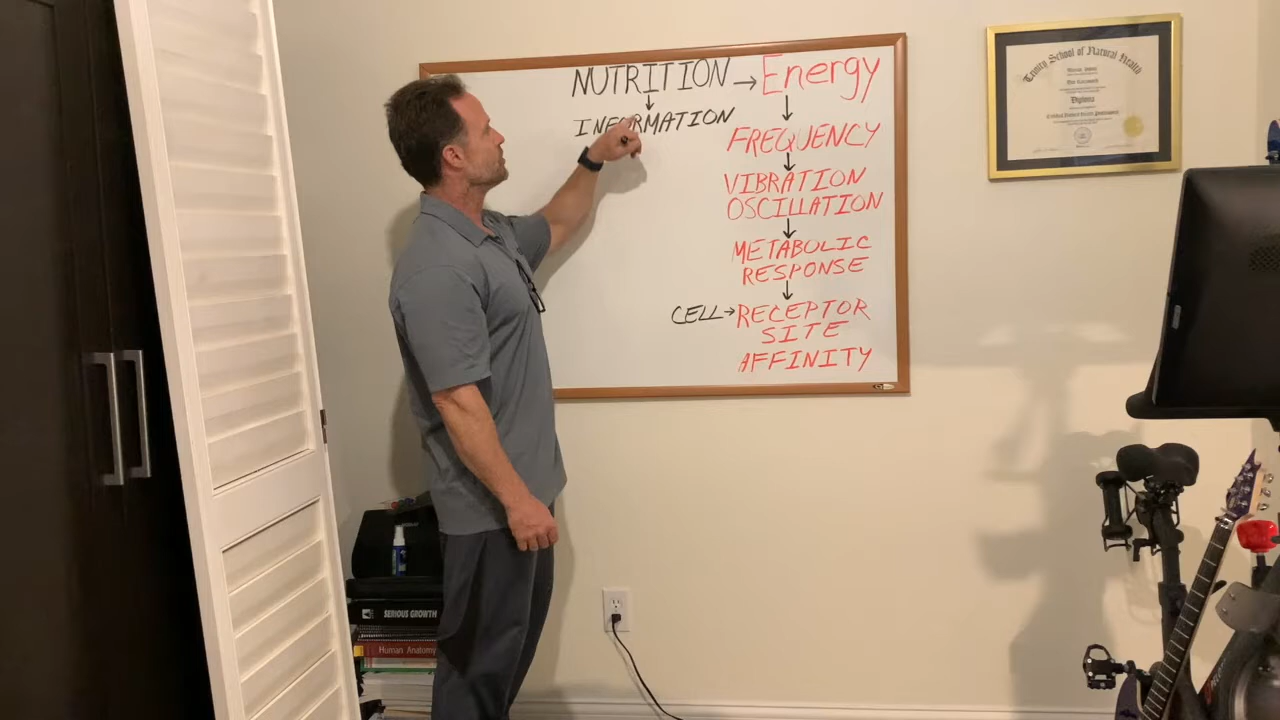 NUTRITION → Energy
↓ ↓
INFORMATION
FREQUENCY
↓
VIBRATION
OSCILLATION
↓
METABOLIC
RESPONSE
↓
CELL → RECEPTOR
SITE
AFFINITY
Trinity School of Natural Health
Diploma
SERIOUS GROWTH
Human Anatomy